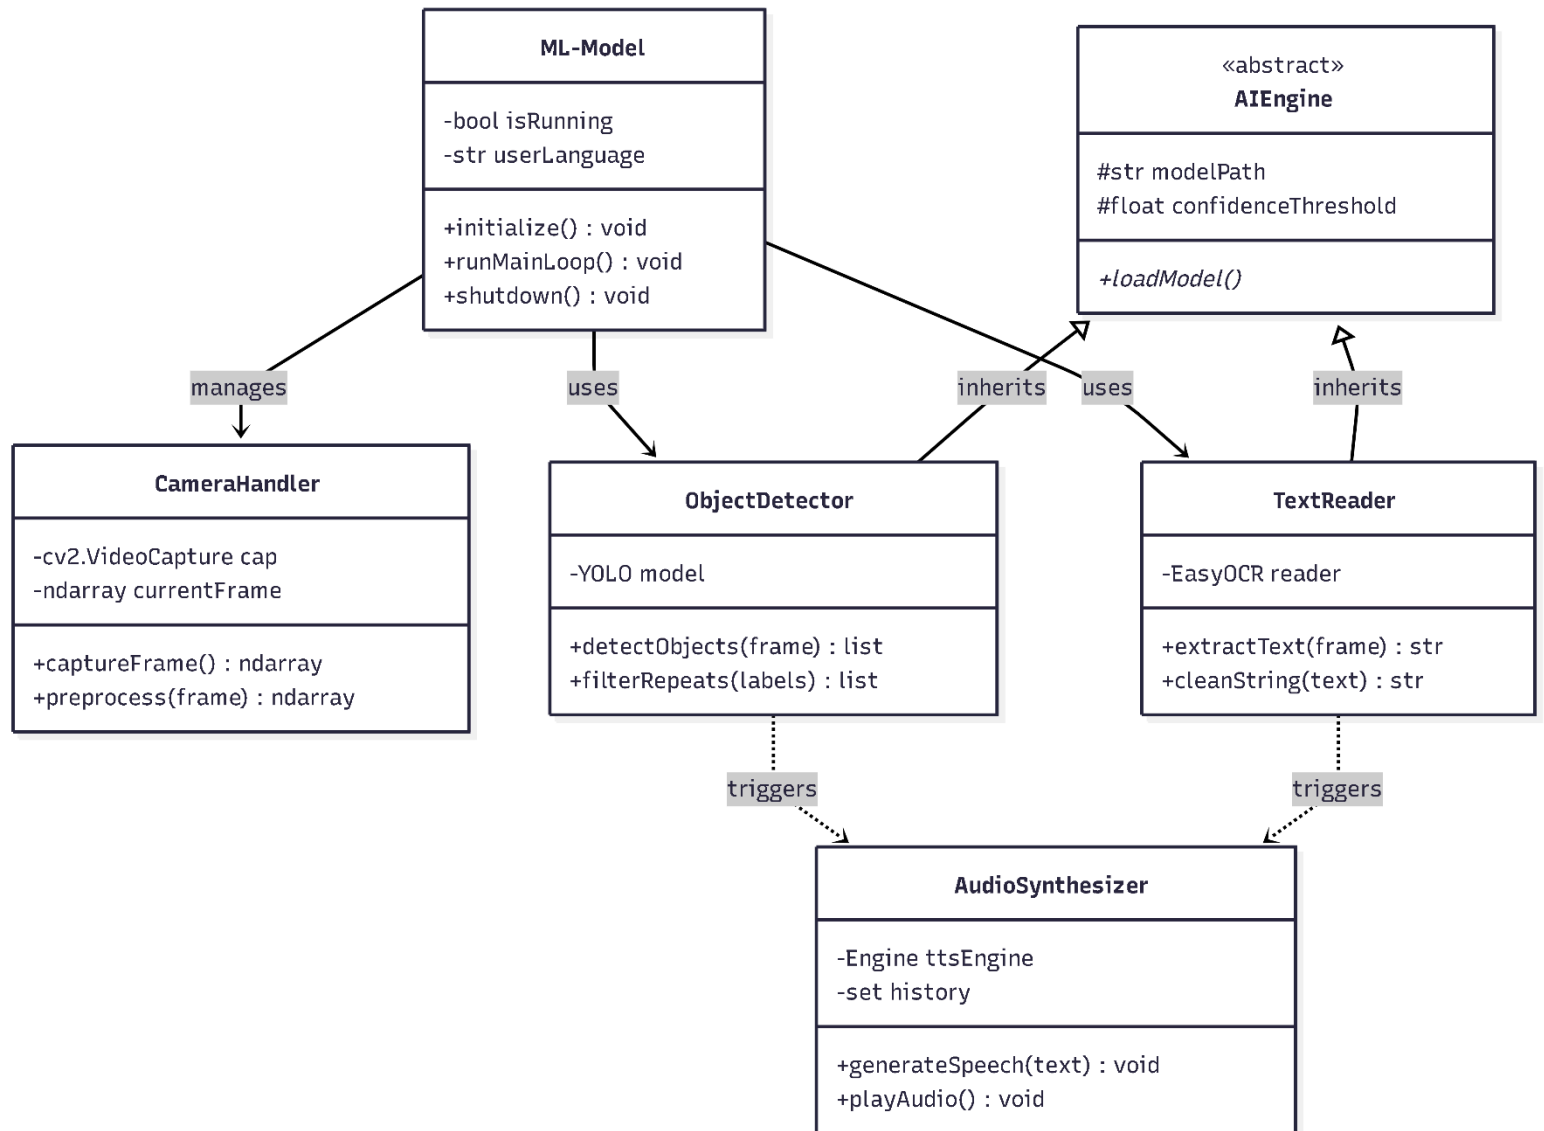 ML-Model
-bool isRunning
-str userLanguage
+initialize() : void
+runMainLoop() : void
+shutdown() : void
«abstract»
AIEngine
#str modelPath
#float confidenceThreshold
+loadModel()
manages
uses
inherits
uses
inherits
CameraHandler
-cv2.VideoCapture cap
-ndarray currentFrame
+captureFrame() : ndarray
+preprocess(frame) : ndarray
ObjectDetector
-YOLO model
+detectObjects(frame) : list
+filterRepeats(labels) : list
TextReader
-EasyOCR reader
+extractText(frame) : str
+cleanString(text) : str
triggers
triggers
AudioSynthesizer
-Engine ttsEngine
-set history
+generateSpeech(text) : void
+playAudio() : void